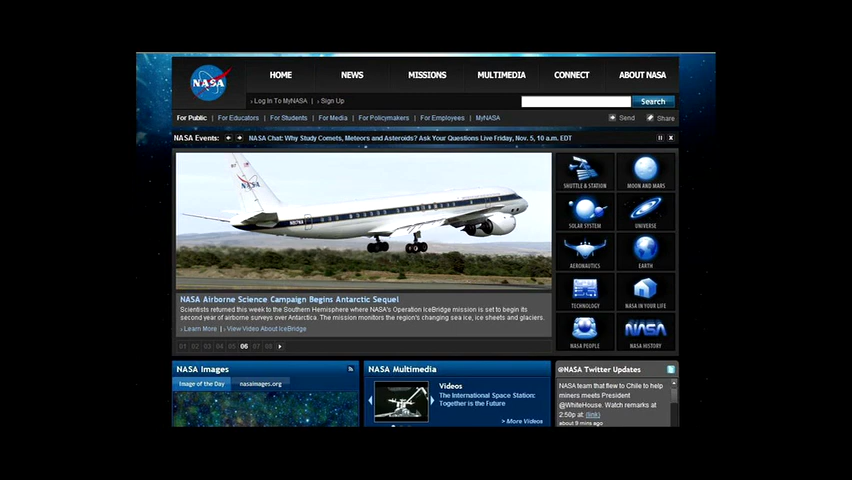 NASA
HOME NEWS MISSIONS MULTIMEDIA CONNECT ABOUT NASA
› Log In To MyNASA | › Sign Up Search
For Public | For Educators | For Students | For Media | For Policymakers | For Employees | MyNASA Send Share
NASA Events: NASA Chat: Why Study Comets, Meteors and Asteroids? Ask Your Questions Live Friday, Nov. 5, 10 a.m. EDT
NASA
SHUTTLE & STATION MOON AND MARS
SOLAR SYSTEM UNIVERSE
AERONAUTICS EARTH
TECHNOLOGY NASA IN YOUR LIFE
NASA
NASA PEOPLE NASA HISTORY
NASA Airborne Science Campaign Begins Antarctic Sequel
Scientists returned this week to the Southern Hemisphere where NASA's Operation IceBridge mission is set to begin its
second year of airborne surveys over Antarctica. The mission monitors the region's changing sea ice, ice sheets and glaciers.
› Learn More | › View Video About IceBridge
01 02 03 04 05 06 07 08
NASA Images
Image of the Day nasaimages.org
NASA Multimedia
Videos
The International Space Station:
Together is the Future
> More Videos
@NASA Twitter Updates
NASA team that flew to Chile to help
miners meets President
@WhiteHouse. Watch remarks at
2:50p at: (link)
about 9 mins ago